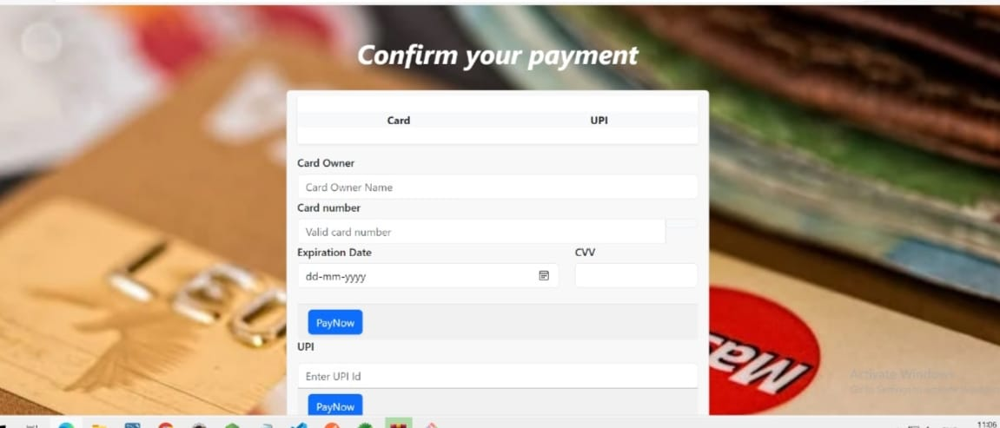 Confirm your payment
Card UPI
Card Owner
Card Owner Name
Card number
Valid card number
Expiration Date CVV
dd-mm-yyyy
PayNow
UPI
Enter UPI Id
PayNow
Activate Windows
Go to Settings to activate Windows.
11:06